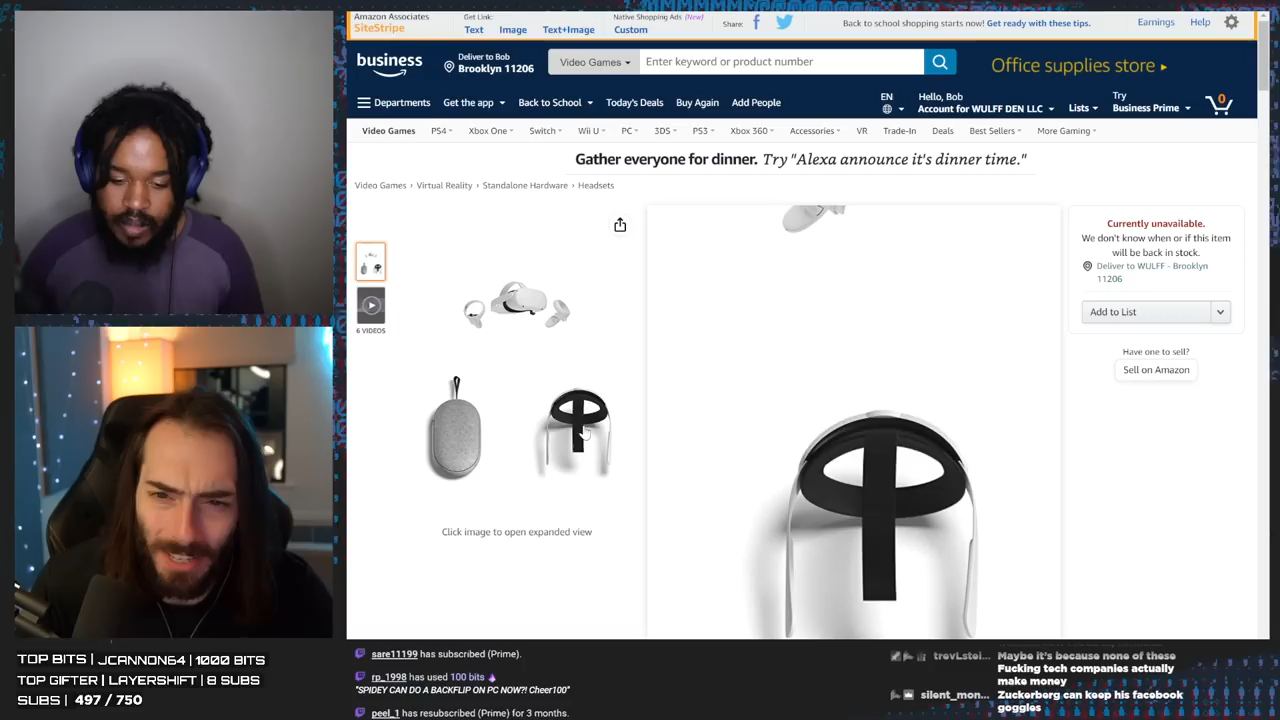 Amazon Associates
SiteStripe
Get Link:
Text Image Text+Image
Native Shopping Ads (New)
Custom
Share:
Back to school shopping starts now! Get ready with these tips.
Earnings Help
business
Deliver to Bob
Brooklyn 11206
Video Games
Enter keyword or product number
Office supplies store ▸
Departments Get the app Back to School Today's Deals Buy Again Add People
EN
Hello, Bob
Account for WULFF DEN LLC
Lists
Try
Business Prime
0
Video Games PS4 Xbox One Switch Wii U PC 3DS PS3 Xbox 360 Accessories VR Trade-In Deals Best Sellers More Gaming
Gather everyone for dinner. Try "Alexa announce it's dinner time."
Video Games › Virtual Reality › Standalone Hardware › Headsets
6 VIDEOS
Click image to open expanded view
Currently unavailable.
We don't know when or if this item
will be back in stock.
Deliver to WULFF - Brooklyn
11206
Add to List
Have one to sell?
Sell on Amazon
TOP BITS | JCANNON64 | 1000 BITS
TOP GIFTER | LAYERSHIFT | 8 SUBS
SUBS | 497 / 750
sare11199 has subscribed (Prime).
rp_1998 has used 100 bits
"SPIDEY CAN DO A BACKFLIP ON PC NOW?! Cheer100"
peel_1 has resubscribed (Prime) for 3 months.
trevLstei... Maybe it's because none of these
Fucking tech companies actually
make money
silent_mon... Zuckerberg can keep his facebook
goggles